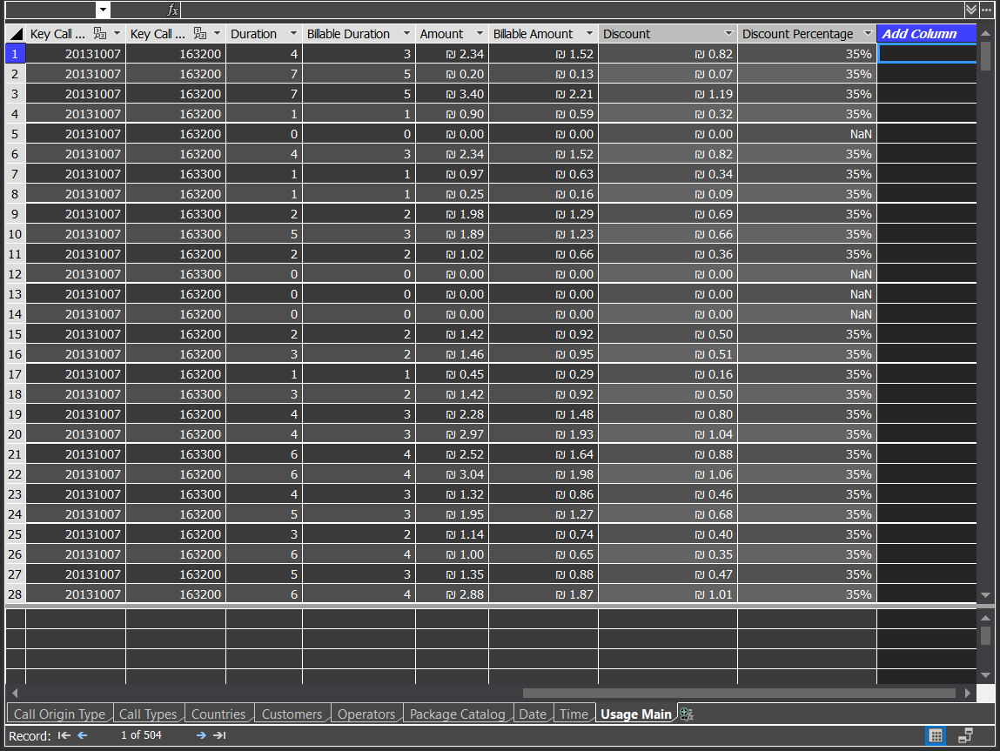 fx
Key Call ... Key Call ... Duration Billable Duration Amount Billable Amount Discount Discount Percentage Add Column
1 20131007 163200 4 3 ₪ 2.34 ₪ 1.52 ₪ 0.82 35%
2 20131007 163200 7 5 ₪ 0.20 ₪ 0.13 ₪ 0.07 35%
3 20131007 163200 7 5 ₪ 3.40 ₪ 2.21 ₪ 1.19 35%
4 20131007 163200 1 1 ₪ 0.90 ₪ 0.59 ₪ 0.32 35%
5 20131007 163200 0 0 ₪ 0.00 ₪ 0.00 ₪ 0.00 NaN
6 20131007 163200 4 3 ₪ 2.34 ₪ 1.52 ₪ 0.82 35%
7 20131007 163300 1 1 ₪ 0.97 ₪ 0.63 ₪ 0.34 35%
8 20131007 163200 1 1 ₪ 0.25 ₪ 0.16 ₪ 0.09 35%
9 20131007 163300 2 2 ₪ 1.98 ₪ 1.29 ₪ 0.69 35%
10 20131007 163300 5 3 ₪ 1.89 ₪ 1.23 ₪ 0.66 35%
11 20131007 163300 2 2 ₪ 1.02 ₪ 0.66 ₪ 0.36 35%
12 20131007 163300 0 0 ₪ 0.00 ₪ 0.00 ₪ 0.00 NaN
13 20131007 163200 0 0 ₪ 0.00 ₪ 0.00 ₪ 0.00 NaN
14 20131007 163200 0 0 ₪ 0.00 ₪ 0.00 ₪ 0.00 NaN
15 20131007 163200 2 2 ₪ 1.42 ₪ 0.92 ₪ 0.50 35%
16 20131007 163200 3 2 ₪ 1.46 ₪ 0.95 ₪ 0.51 35%
17 20131007 163200 1 1 ₪ 0.45 ₪ 0.29 ₪ 0.16 35%
18 20131007 163300 3 2 ₪ 1.42 ₪ 0.92 ₪ 0.50 35%
19 20131007 163200 4 3 ₪ 2.28 ₪ 1.48 ₪ 0.80 35%
20 20131007 163200 4 3 ₪ 2.97 ₪ 1.93 ₪ 1.04 35%
21 20131007 163300 6 4 ₪ 2.52 ₪ 1.64 ₪ 0.88 35%
22 20131007 163200 6 4 ₪ 3.04 ₪ 1.98 ₪ 1.06 35%
23 20131007 163300 4 3 ₪ 1.32 ₪ 0.86 ₪ 0.46 35%
24 20131007 163200 5 3 ₪ 1.95 ₪ 1.27 ₪ 0.68 35%
25 20131007 163200 3 2 ₪ 1.14 ₪ 0.74 ₪ 0.40 35%
26 20131007 163200 6 4 ₪ 1.00 ₪ 0.65 ₪ 0.35 35%
27 20131007 163200 5 3 ₪ 1.35 ₪ 0.88 ₪ 0.47 35%
28 20131007 163200 6 4 ₪ 2.88 ₪ 1.87 ₪ 1.01 35%
Call Origin Type Call Types Countries Customers Operators Package Catalog Date Time Usage Main
Record: 1 of 504